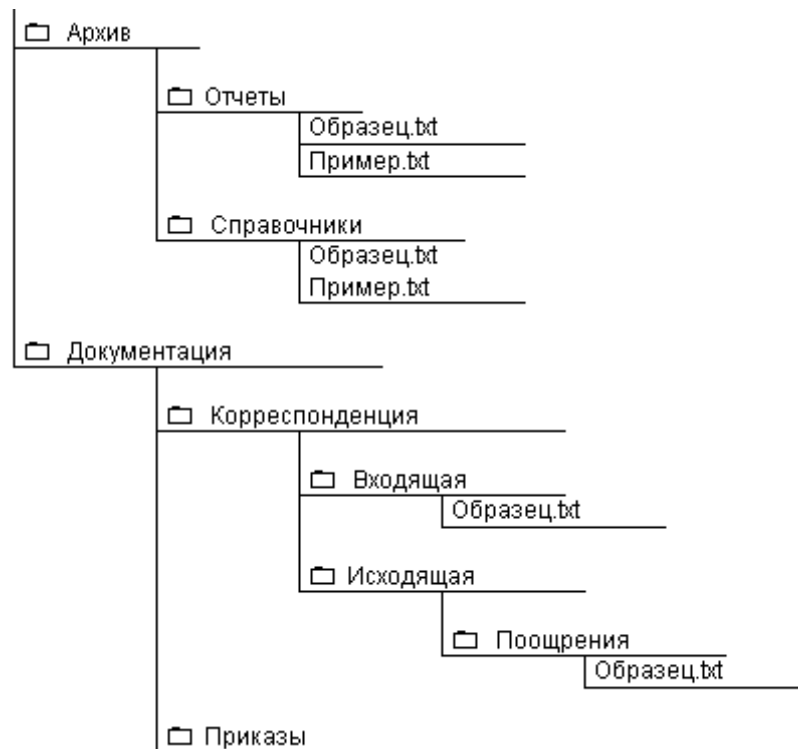 Архив
Отчеты
Образец.txt
Пример.txt
Справочники
Образец.txt
Пример.txt
Документация
Корреспонденция
Входящая
Образец.txt
Исходящая
Поощрения
Образец.txt
Приказы